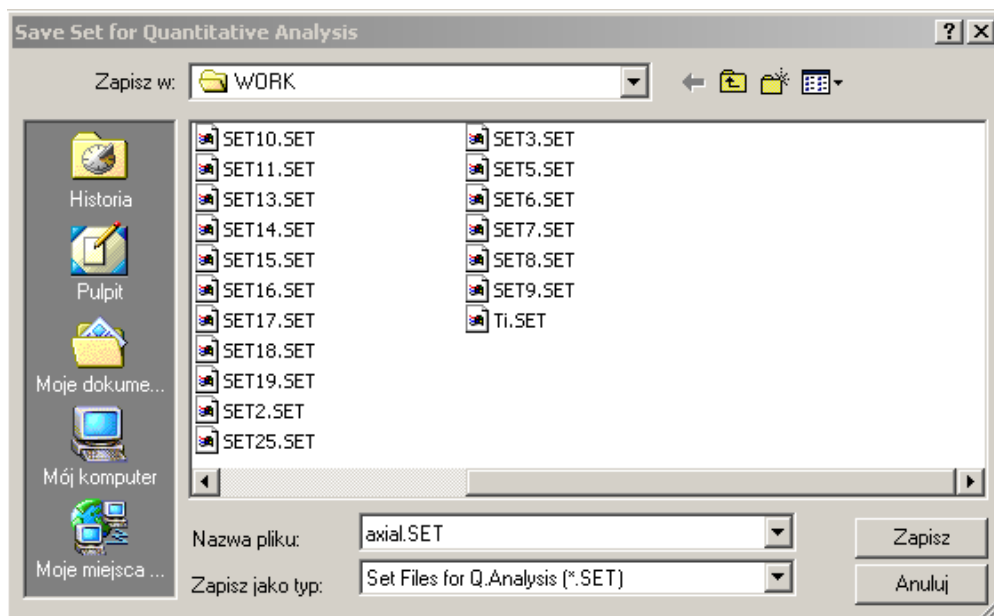 Save Set for Quantitative Analysis
Zapisz w:
WORK
Historia
Pulpit
Moje dokume...
Mój komputer
Moje miejsca ...
SET10.SET
SET11.SET
SET13.SET
SET14.SET
SET15.SET
SET16.SET
SET17.SET
SET18.SET
SET19.SET
SET2.SET
SET25.SET
SET3.SET
SET5.SET
SET6.SET
SET7.SET
SET8.SET
SET9.SET
Ti.SET
Nazwa pliku:
axial.SET
Zapisz
Zapisz jako typ:
Set Files for Q.Analysis (*.SET)
Anuluj